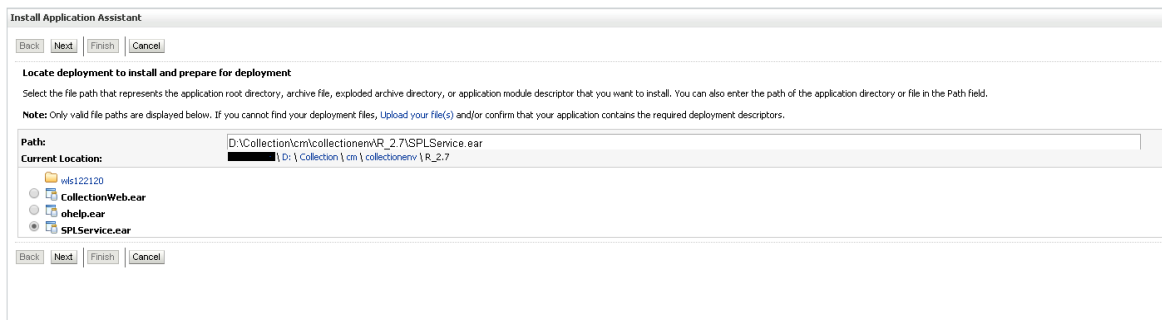 Install Application Assistant
Back Next Finish Cancel
Locate deployment to install and prepare for deployment
Select the file path that represents the application root directory, archive file, exploded archive directory, or application module descriptor that you want to install. You can also enter the path of the application directory or file in the Path field.
Note: Only valid file paths are displayed below. If you cannot find your deployment files, Upload your file(s) and/or confirm that your application contains the required deployment descriptors.
Path: D:\Collection\cm\collectionenv\R_2.7\SPLService.ear
Current Location: \ D: \ Collection \ cm \ collectionenv \ R_2.7
wls122120
CollectionWeb.ear
ohelp.ear
SPLService.ear
Back Next Finish Cancel